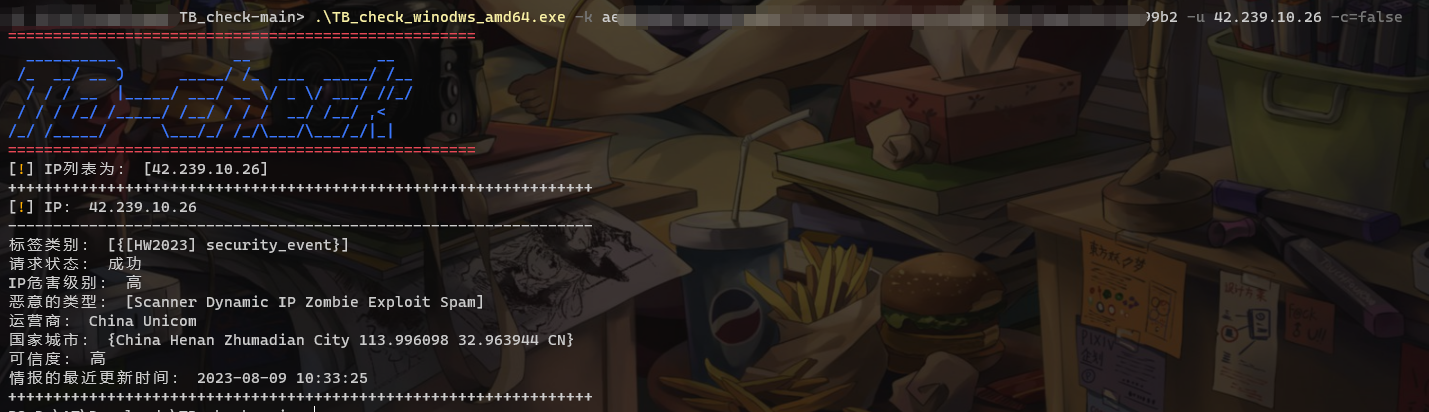 TB_check-main> .\TB_check_winodws_amd64.exe -k ae 09b2 -u 42.239.10.26 -c=false
====================================================
====================================================
[!] IP列表为: [42.239.10.26]
++++++++++++++++++++++++++++++++++++++++++++++++++++++++++++++++++
[!] IP: 42.239.10.26
------------------------------------------------------------------
标签类别: [{[HW2023] security_event}]
请求状态: 成功
IP危害级别: 高
恶意的类型: [Scanner Dynamic IP Zombie Exploit Spam]
运营商: China Unicom
国家城市: {China Henan Zhumadian City 113.996098 32.963944 CN}
可信度: 高
情报的最近更新时间: 2023-08-09 10:33:25
++++++++++++++++++++++++++++++++++++++++++++++++++++++++++++++++++